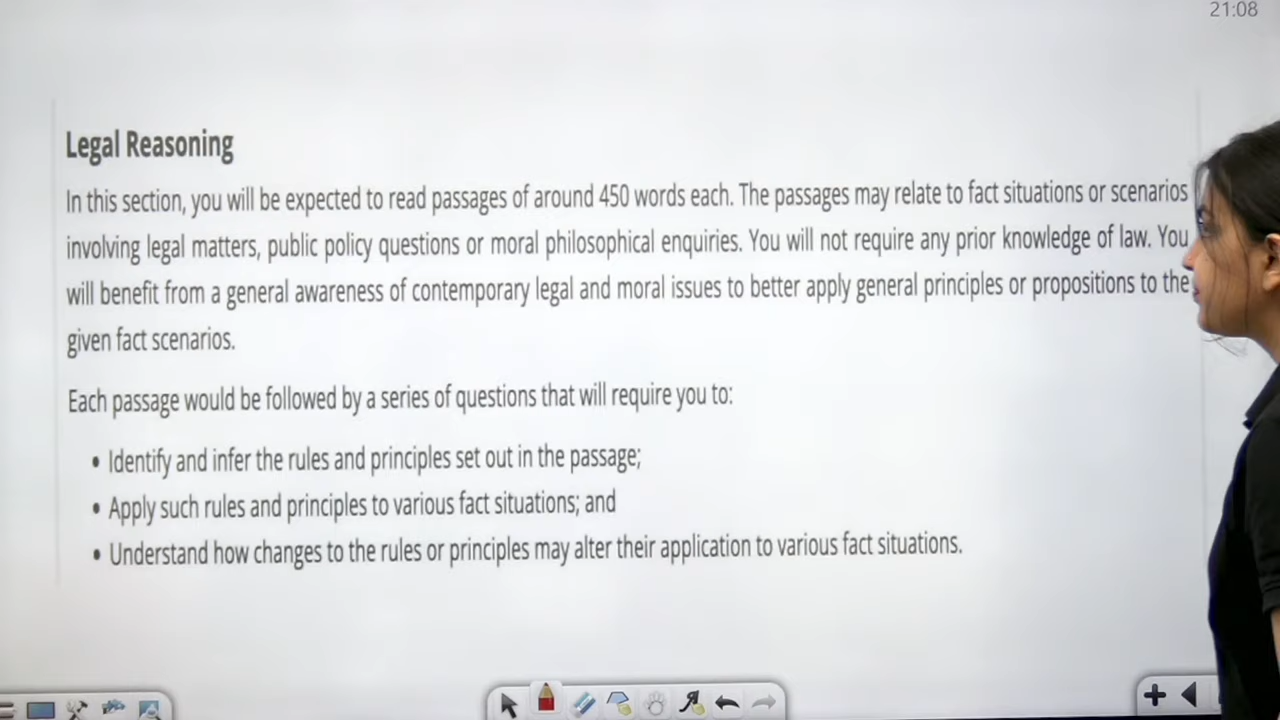 21:08
Legal Reasoning
In this section, you will be expected to read passages of around 450 words each. The passages may relate to fact situations or scenarios
involving legal matters, public policy questions or moral philosophical enquiries. You will not require any prior knowledge of law. You
will benefit from a general awareness of contemporary legal and moral issues to better apply general principles or propositions to the
given fact scenarios.
Each passage would be followed by a series of questions that will require you to:
• Identify and infer the rules and principles set out in the passage;
• Apply such rules and principles to various fact situations; and
• Understand how changes to the rules or principles may alter their application to various fact situations.